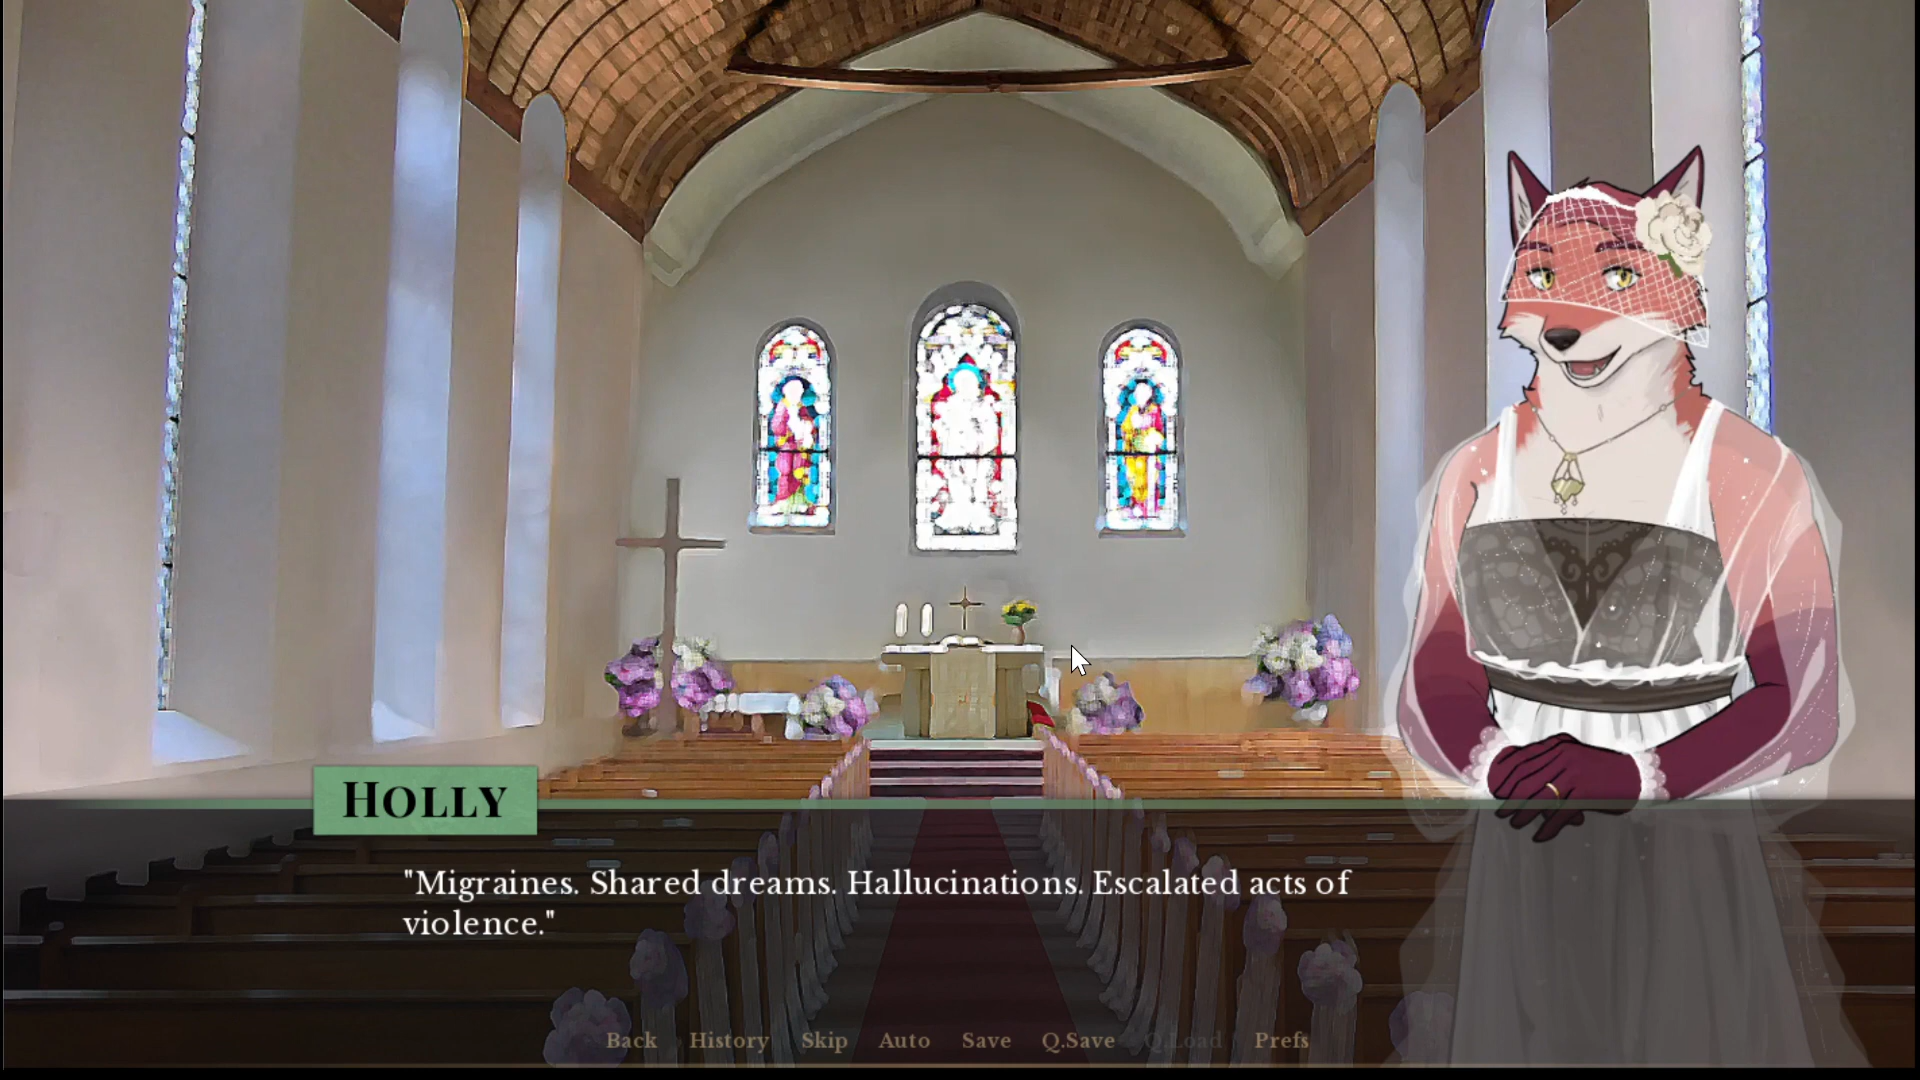 Holly
"Migraines. Shared dreams. Hallucinations. Escalated acts of
violence."
Back History Skip Auto Save Q.Save Q.Load Prefs